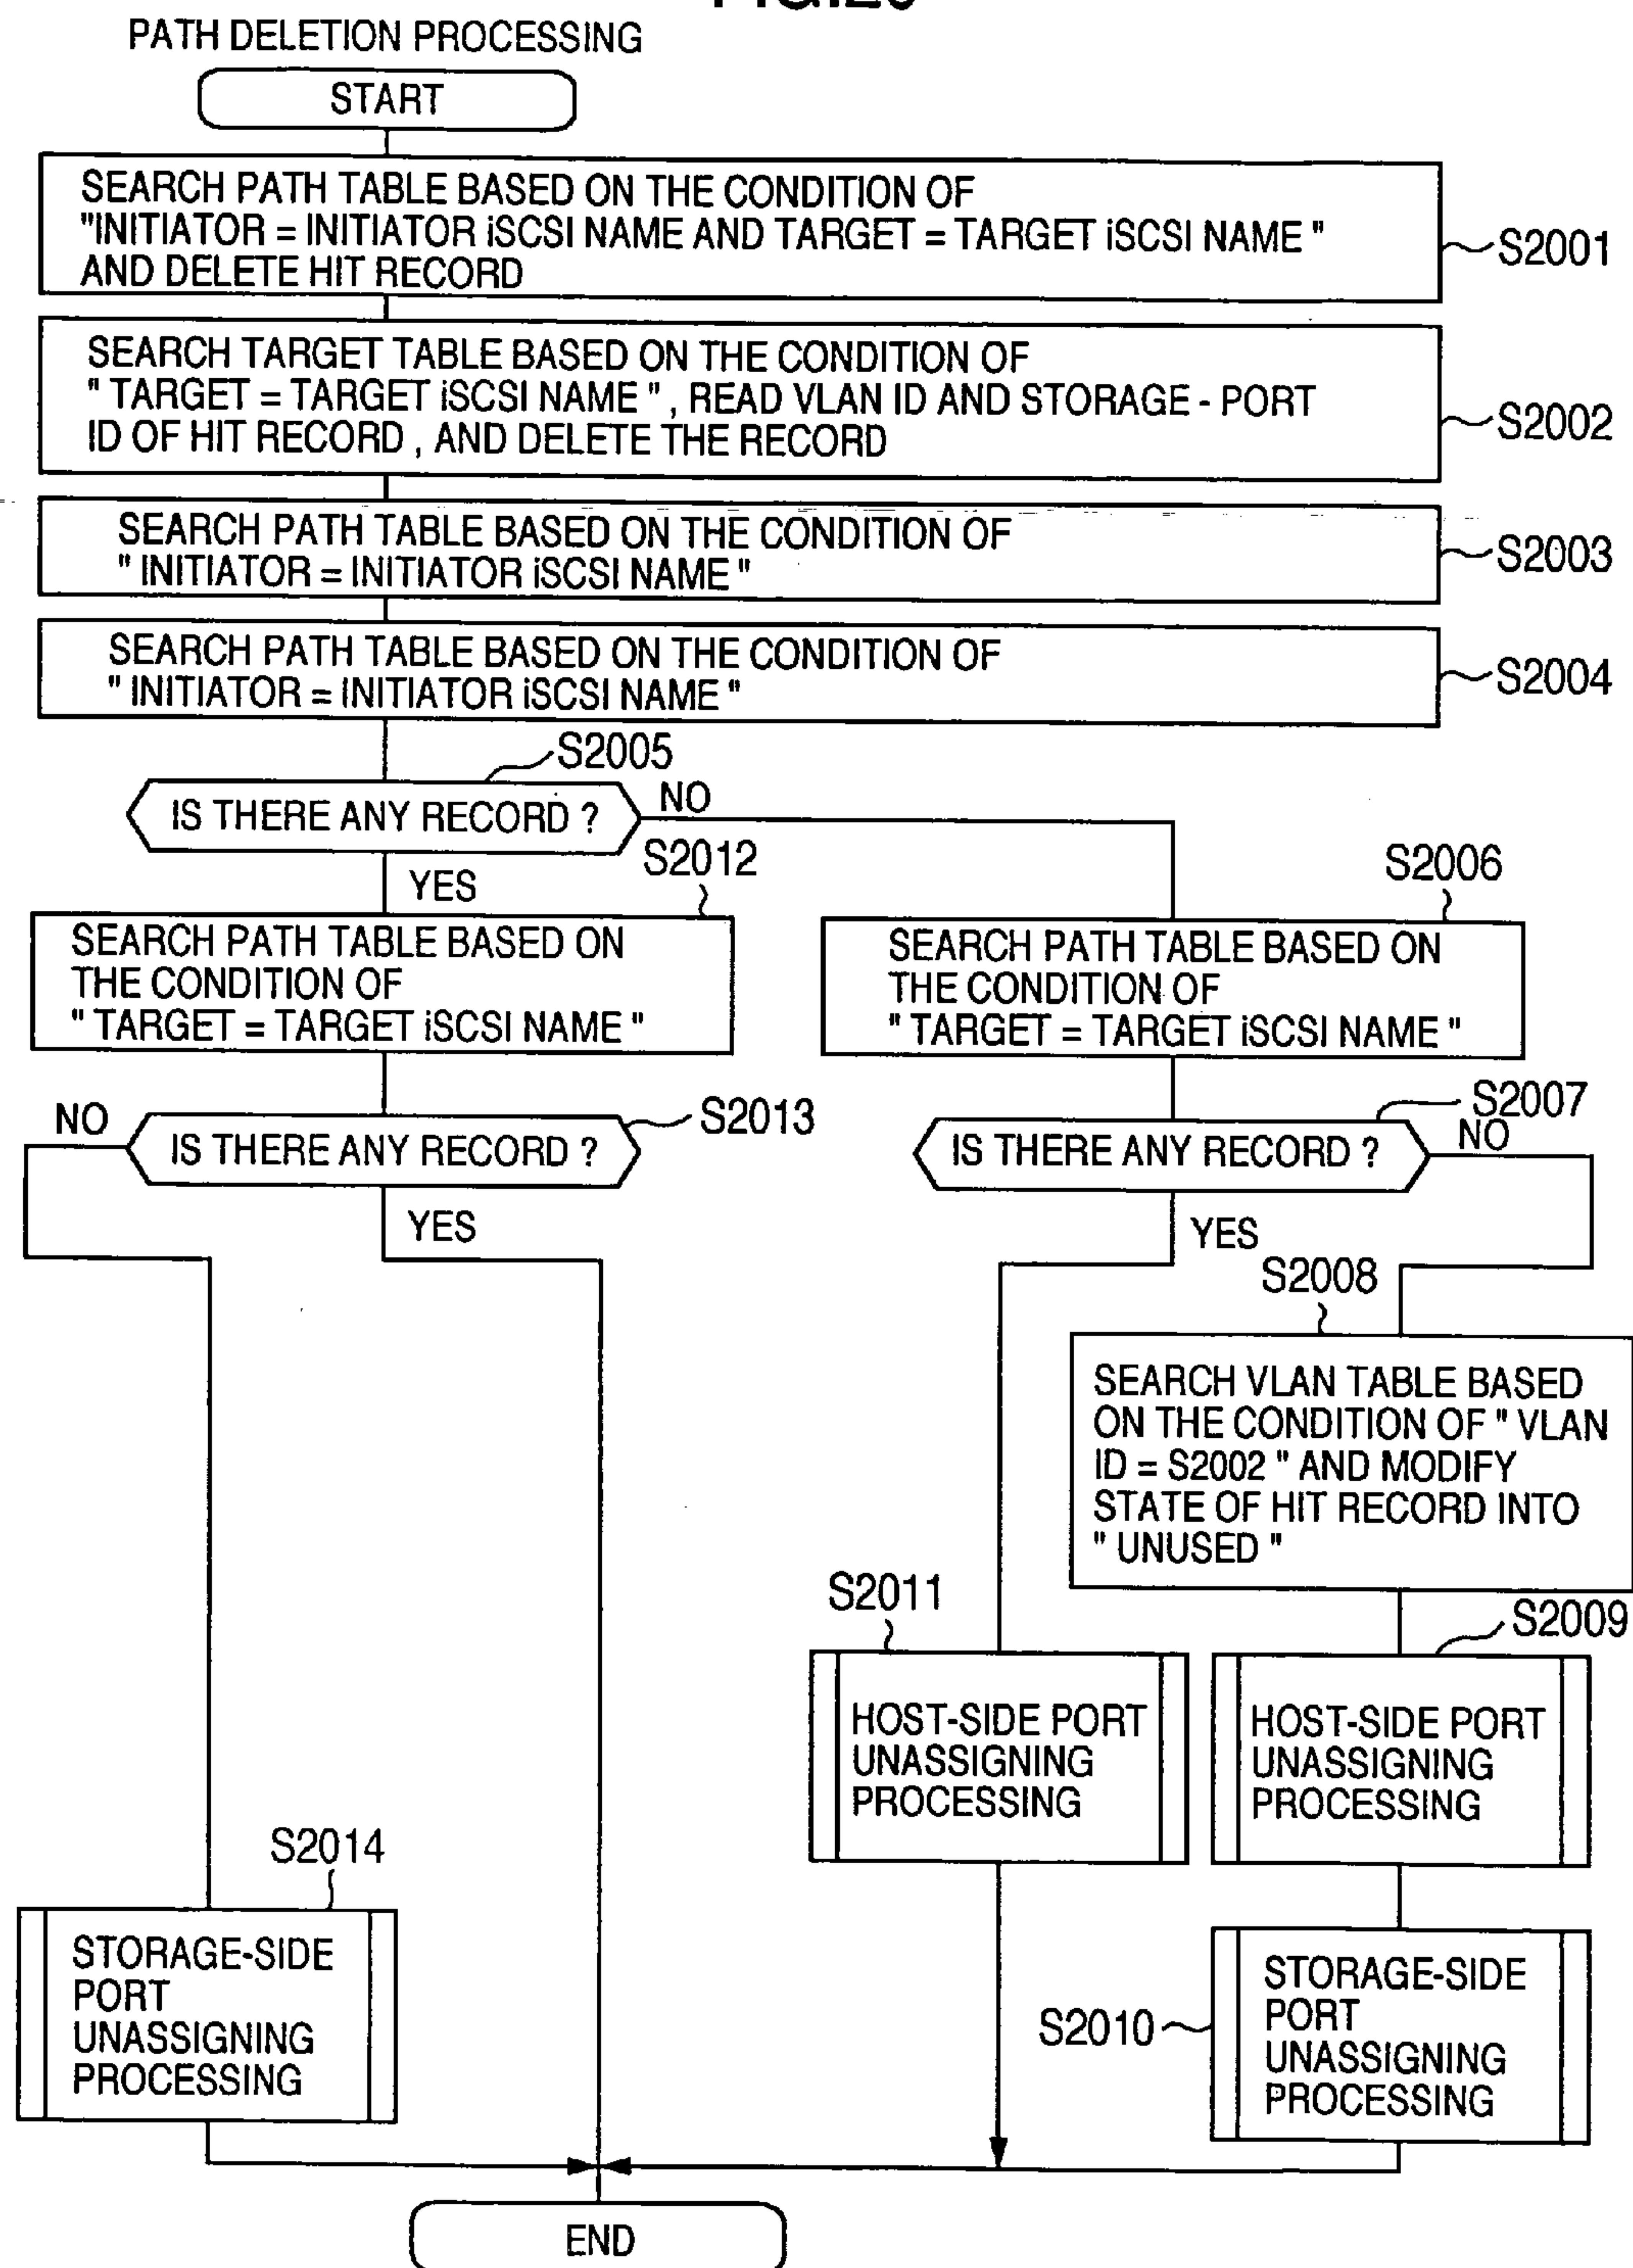 PATH DELETION PROCESSING
START
SEARCH PATH TABLE BASED ON THE CONDITION OF
"INITIATOR = INITIATOR iSCSI NAME AND TARGET = TARGET iSCSI NAME"
AND DELETE HIT RECORD
S2001
SEARCH TARGET TABLE BASED ON THE CONDITION OF
" TARGET = TARGET iSCSI NAME " , READ VLAN ID AND STORAGE - PORT
ID OF HIT RECORD , AND DELETE THE RECORD
S2002
SEARCH PATH TABLE BASED ON THE CONDITION OF
" INITIATOR = INITIATOR iSCSI NAME "
S2003
SEARCH PATH TABLE BASED ON THE CONDITION OF
" INITIATOR = INITIATOR iSCSI NAME "
S2004
S2005
IS THERE ANY RECORD ?
NO
YES
S2012
S2006
SEARCH PATH TABLE BASED ON
THE CONDITION OF
" TARGET = TARGET iSCSI NAME "
SEARCH PATH TABLE BASED ON
THE CONDITION OF
" TARGET = TARGET iSCSI NAME "
NO
IS THERE ANY RECORD ?
S2013
YES
S2007
IS THERE ANY RECORD ?
NO
YES
S2008
SEARCH VLAN TABLE BASED
ON THE CONDITION OF " VLAN
ID = S2002 " AND MODIFY
STATE OF HIT RECORD INTO
" UNUSED "
S2011
S2009
HOST-SIDE PORT
UNASSIGNING
PROCESSING
HOST-SIDE PORT
UNASSIGNING
PROCESSING
S2014
STORAGE-SIDE
PORT
UNASSIGNING
PROCESSING
S2010
STORAGE-SIDE
PORT
UNASSIGNING
PROCESSING
END